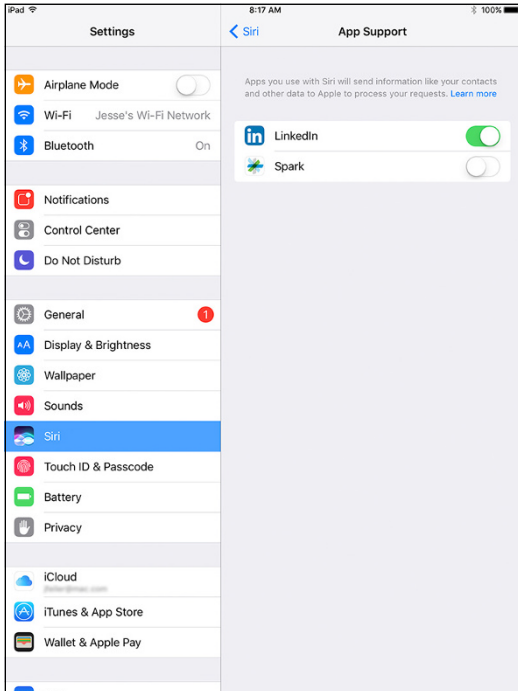 iPad
8:17 AM
100%
Settings
Siri
App Support
Airplane Mode
Wi-Fi
Jesse's Wi-Fi Network
Bluetooth
On
Notifications
Control Center
Do Not Disturb
General
1
Display & Brightness
AA
Wallpaper
Sounds
Siri
Touch ID & Passcode
Battery
Privacy
iCloud
iTunes & App Store
Wallet & Apple Pay
Apps you use with Siri will send information like your contacts
and other data to Apple to process your requests. Learn more
in
LinkedIn
Spark